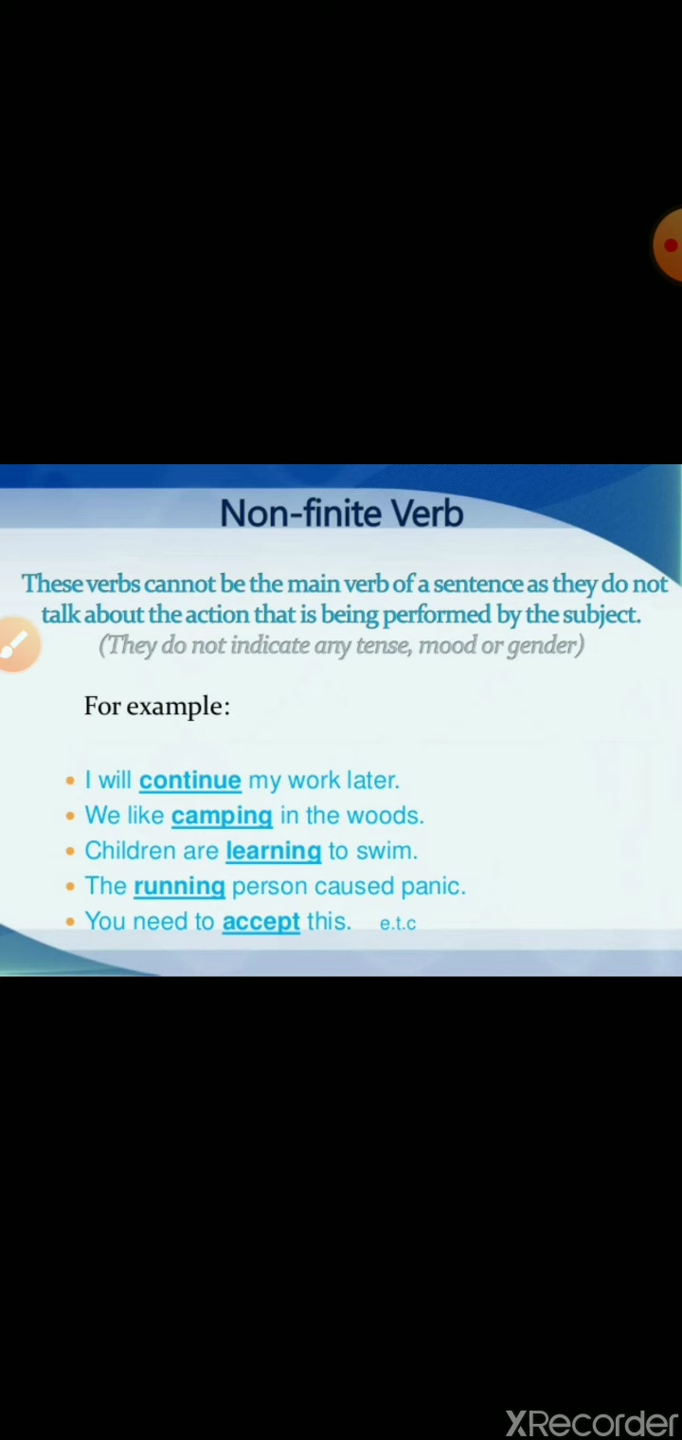 Non-finite Verb
These verbs cannot be the main verb of a sentence as they do not
talk about the action that is being performed by the subject.
(They do not indicate any tense, mood or gender)
For example:
• I will continue my work later.
• We like camping in the woods.
• Children are learning to swim.
• The running person caused panic.
• You need to accept this. e.t.c
XRecorder